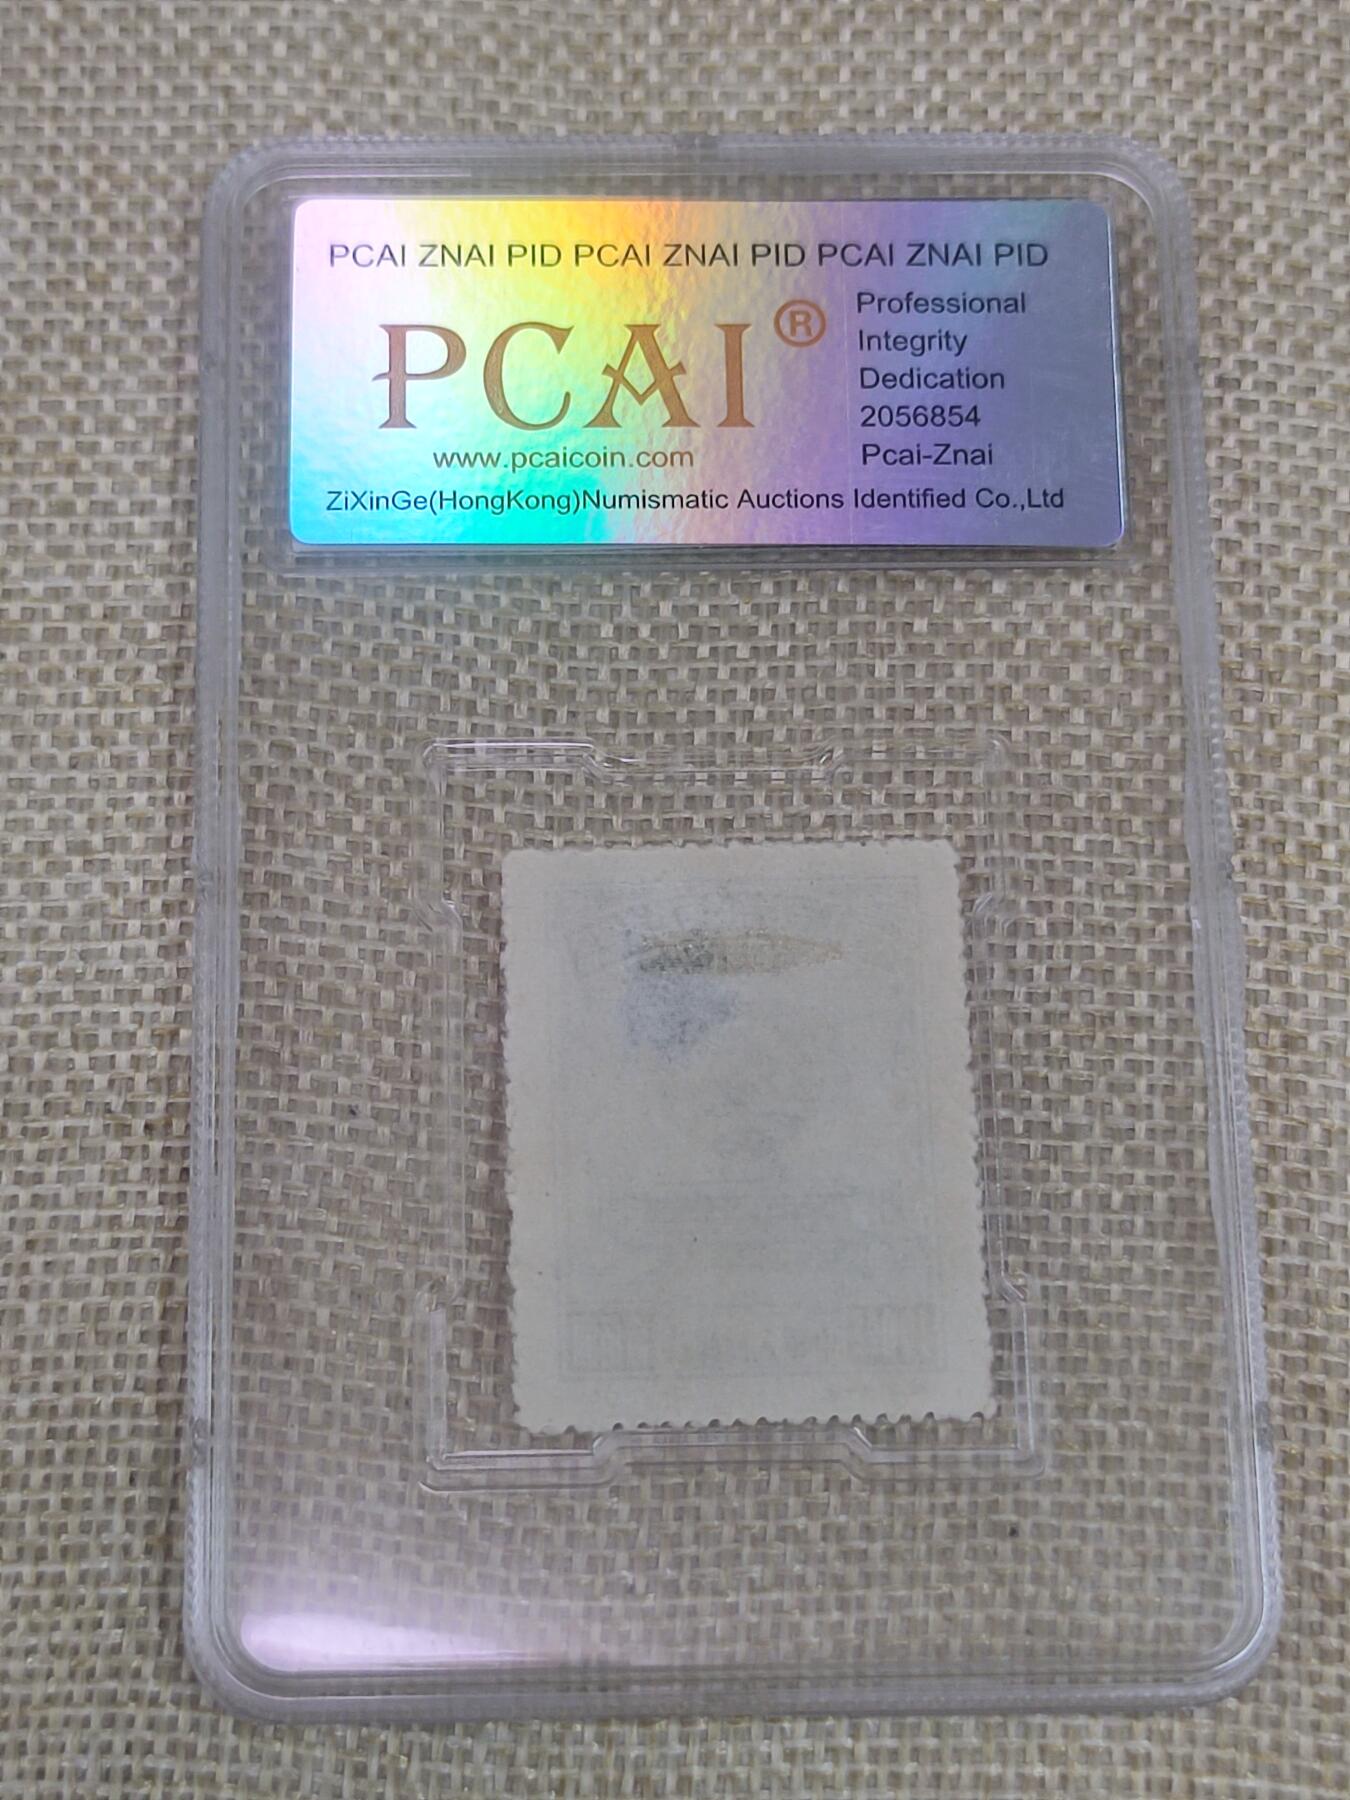 PCAI ZNAI PID PCAI ZNAI PID PCAI ZNAI PID
PCAI®
www.pcaicoin.com
Professional
Integrity
Dedication
2056854
Pcai-Znai
ZiXinGe(HongKong)Numismatic Auctions Identified Co.,Ltd